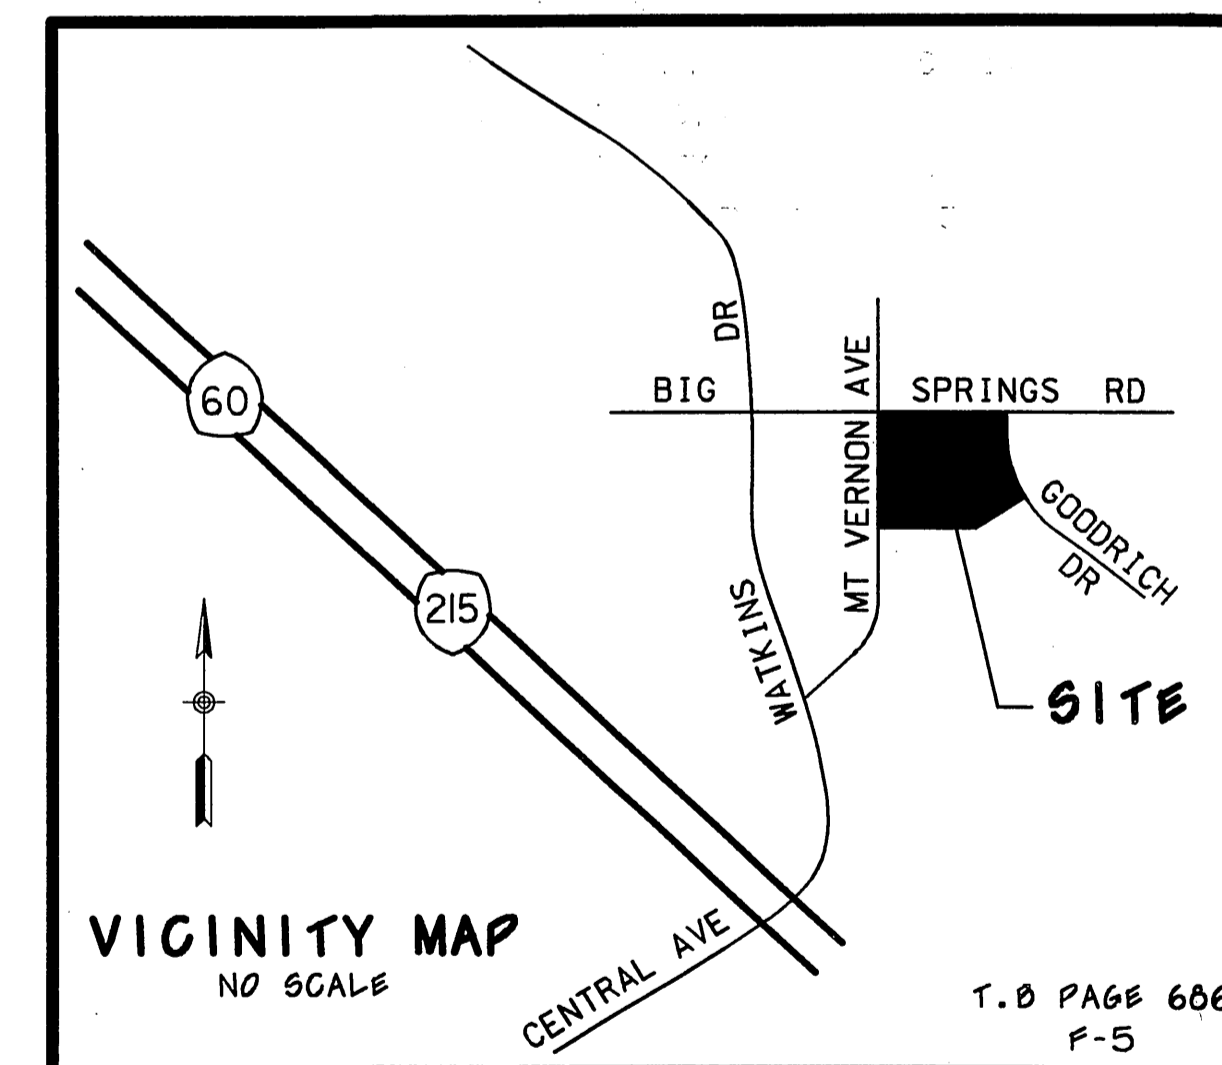 DR
BIG SPRINGS RD
MT VERNON AVE
60
GOODRICH
DR
215
WATKINS
SITE
VICINITY MAP
NO SCALE
CENTRAL AVE
T.B PAGE 686
F-5